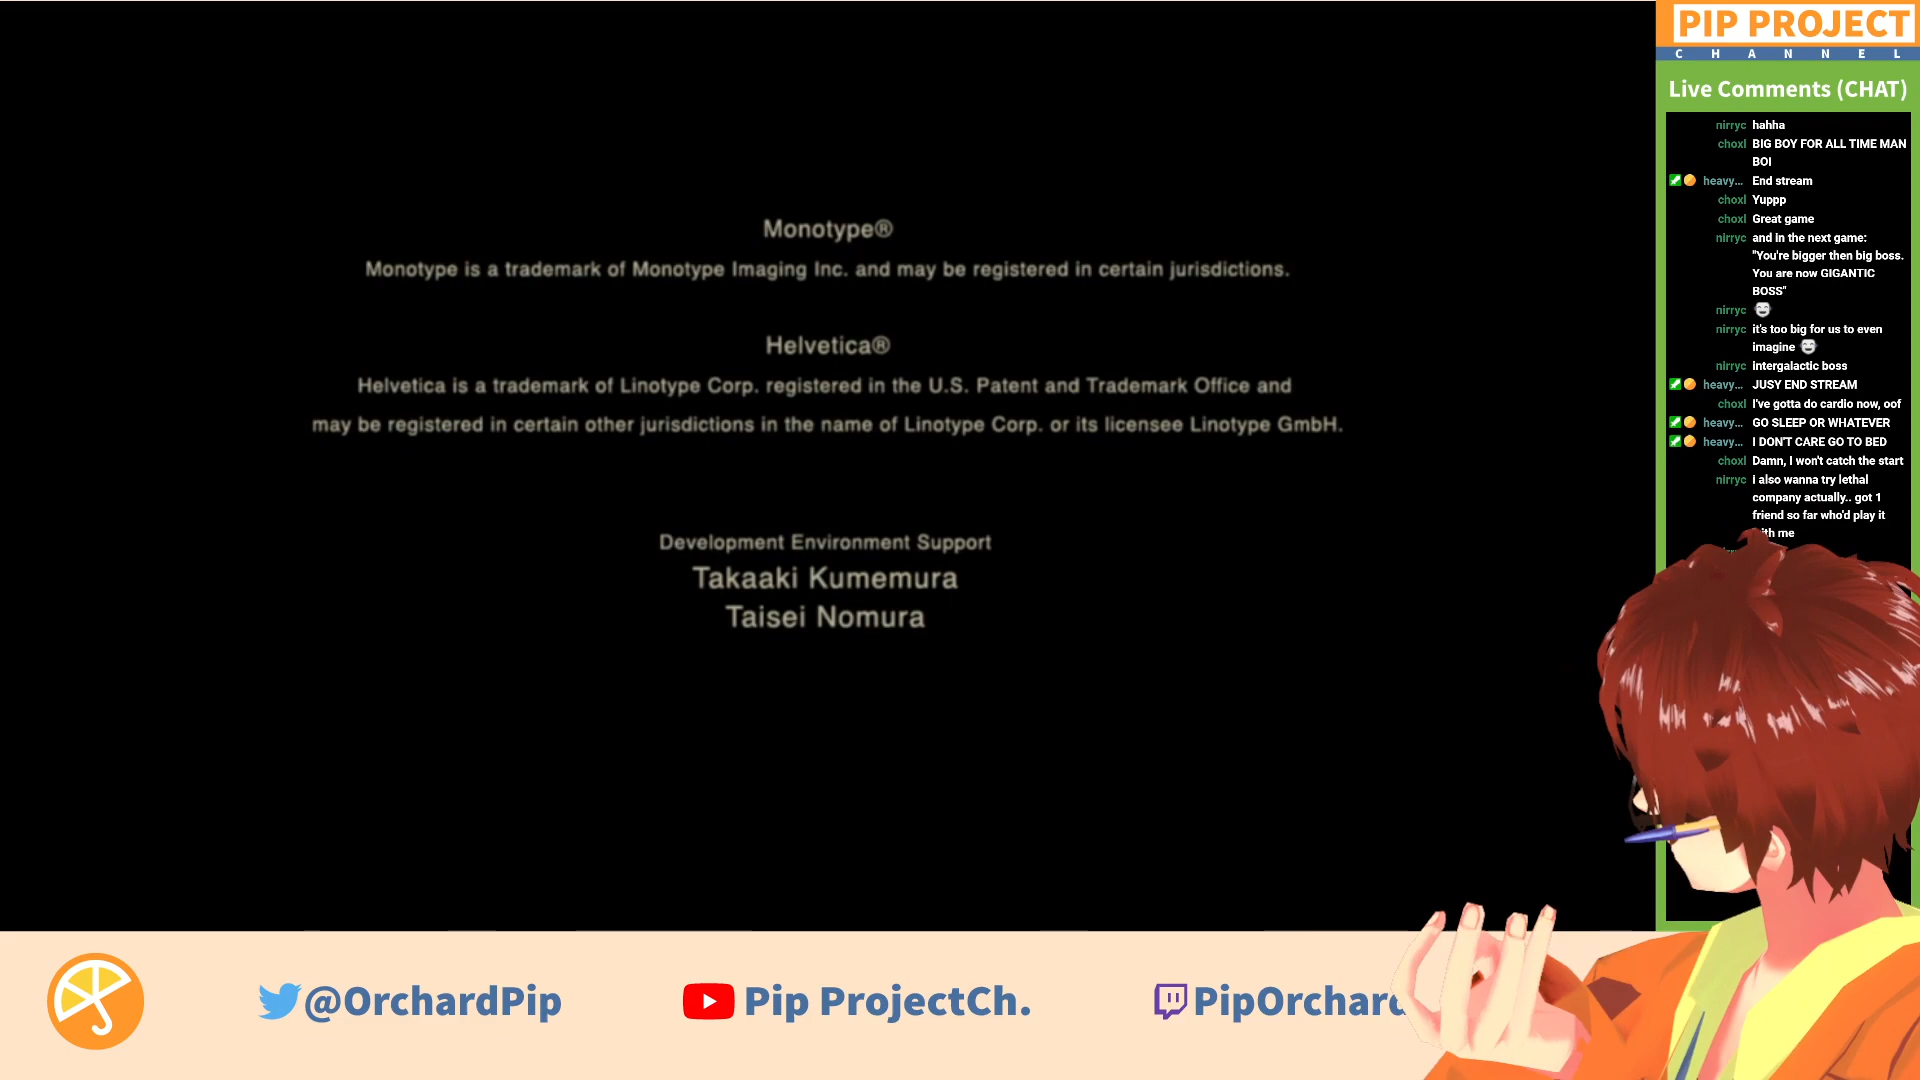 Monotype®
Monotype is a trademark of Monotype Imaging Inc. and may be registered in certain jurisdictions.
Helvetica®
Helvetica is a trademark of Linotype Corp. registered in the U.S. Patent and Trademark Office and
may be registered in certain other jurisdictions in the name of Linotype Corp. or its licensee Linotype GmbH.
Development Environment Support
Takaaki Kumemura
Taisei Nomura
PIP PROJECT
CHANNEL
Live Comments (CHAT)
nirryc hahha
choxl BIG BOY FOR ALL TIME MAN
BOI
heavy... End stream
choxl Yuppp
choxl Great game
nirryc and in the next game:
"You're bigger then big boss.
You are now GIGANTIC
BOSS"
nirryc
nirryc it's too big for us to even
imagine
nirryc intergalactic boss
heavy... JUSY END STREAM
choxl I've gotta do cardio now, oof
heavy... GO SLEEP OR WHATEVER
heavy... I DON'T CARE GO TO BED
choxl Damn, I won't catch the start
nirryc i also wanna try lethal
company actually.. got 1
friend so far who'd play it
me
@OrchardPip
Pip ProjectCh.
PipOrchard